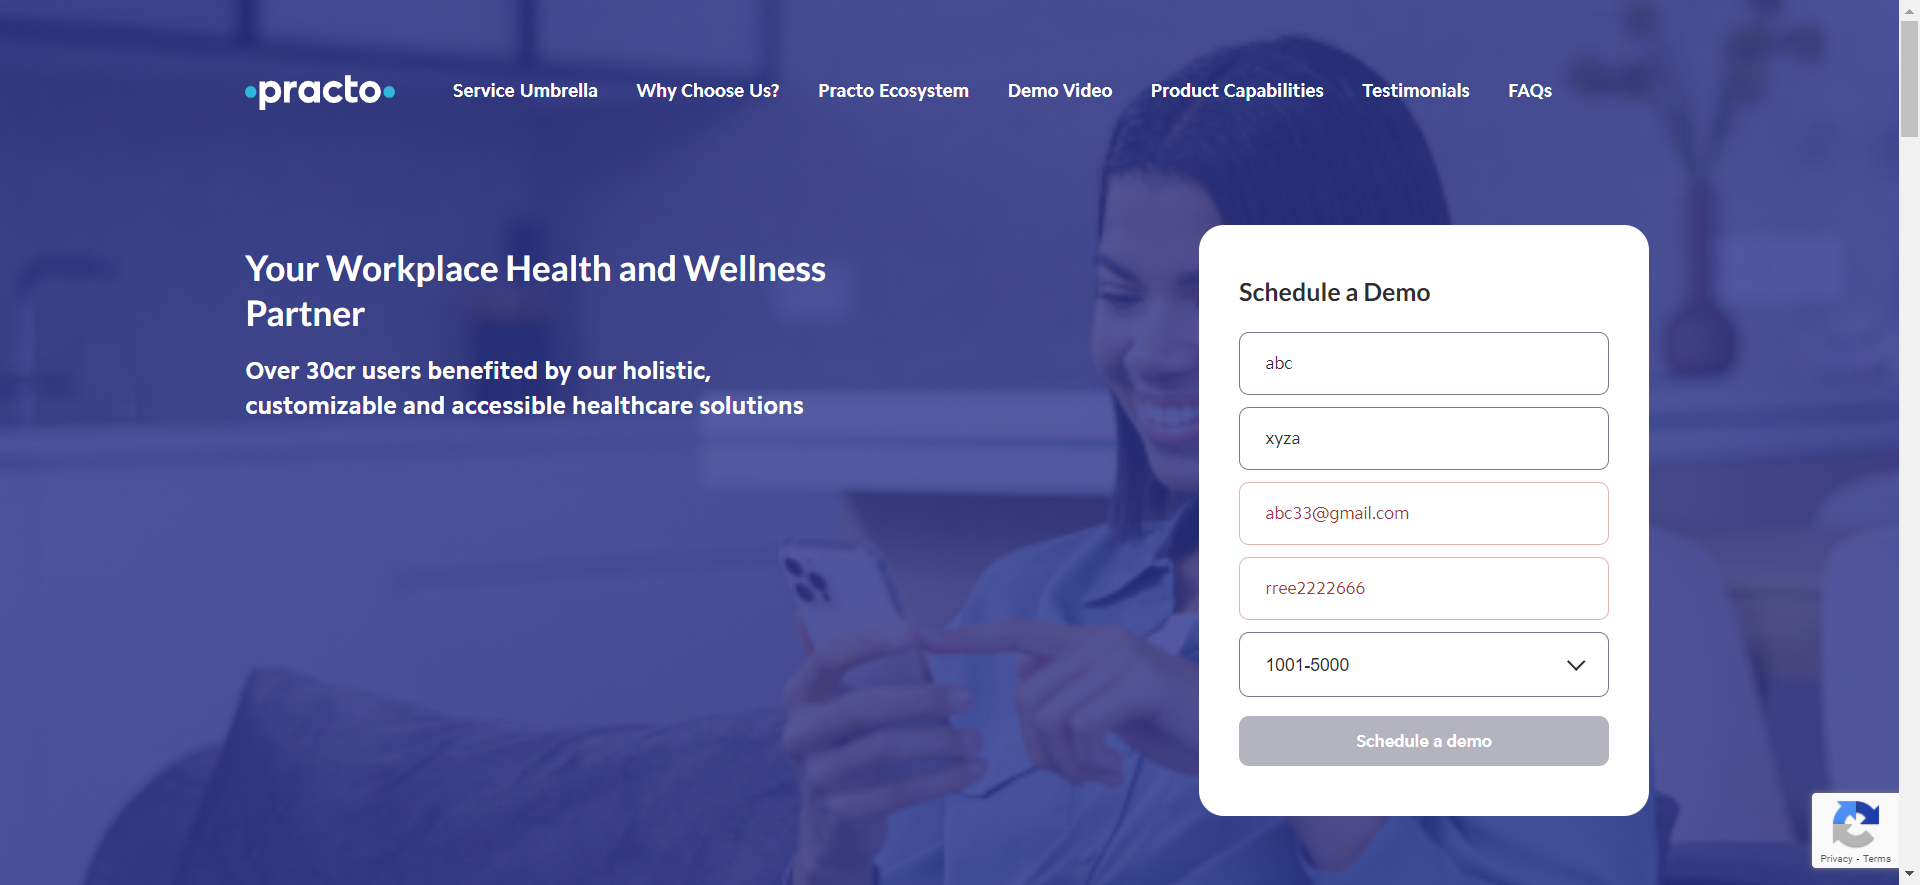 practo
Service Umbrella
Why Choose Us?
Practo Ecosystem
Demo Video
Product Capabilities
Testimonials
FAQs
Your Workplace Health and Wellness
Partner
Over 30cr users benefited by our holistic,
customizable and accessible healthcare solutions
Schedule a Demo
abc
xyza
abc33@gmail.com
rree2222666
1001-5000
Schedule a demo
Privacy - Terms